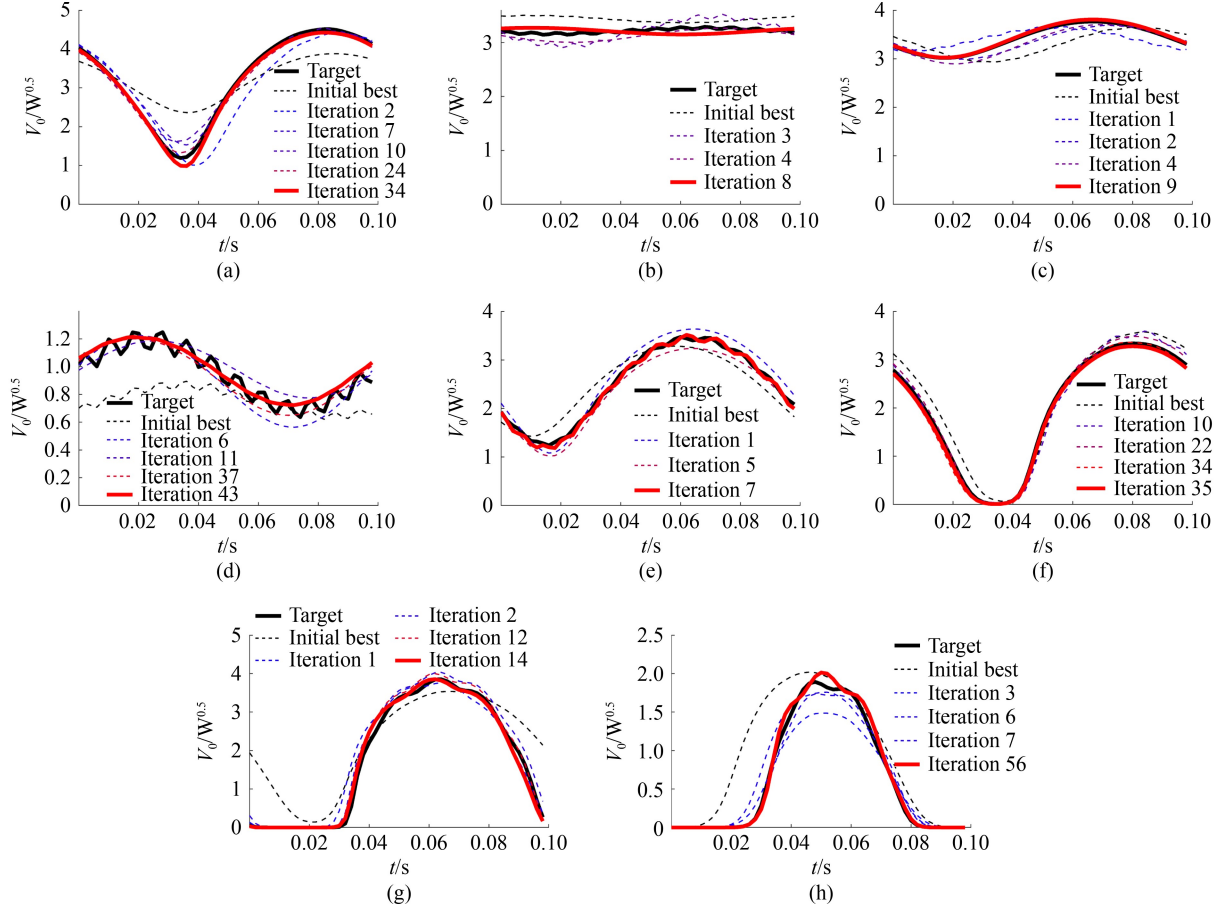 5
4
3
2
1
0
V₀/W⁰·⁵
Target
Initial best
Iteration 2
Iteration 7
Iteration 10
Iteration 24
Iteration 34
0.02 0.04 0.06 0.08 0.10
t/s
(a)
3
2
1
0
V₀/W⁰·⁵
Target
Initial best
Iteration 3
Iteration 4
Iteration 8
0.02 0.04 0.06 0.08 0.10
t/s
(b)
4
3
2
1
0
V₀/W⁰·⁵
Target
Initial best
Iteration 1
Iteration 2
Iteration 4
Iteration 9
0.02 0.04 0.06 0.08 0.10
t/s
(c)
1.2
1.0
0.8
0.6
0.4
0.2
0
V₀/W⁰·⁵
Target
Initial best
Iteration 6
Iteration 11
Iteration 37
Iteration 43
0.02 0.04 0.06 0.08 0.10
t/s
(d)
4
3
2
1
0
V₀/W⁰·⁵
Target
Initial best
Iteration 1
Iteration 5
Iteration 7
0.02 0.04 0.06 0.08 0.10
t/s
(e)
4
3
2
1
0
V₀/W⁰·⁵
Target
Initial best
Iteration 10
Iteration 22
Iteration 34
Iteration 35
0.02 0.04 0.06 0.08 0.10
t/s
(f)
Target Iteration 2
Initial best Iteration 12
Iteration 1 Iteration 14
5
4
3
2
1
0
V₀/W⁰·⁵
0.02 0.04 0.06 0.08 0.10
t/s
(g)
2.5
2.0
1.5
1.0
0.5
0
V₀/W⁰·⁵
Target
Initial best
Iteration 3
Iteration 6
Iteration 7
Iteration 56
0.02 0.04 0.06 0.08 0.10
t/s
(h)